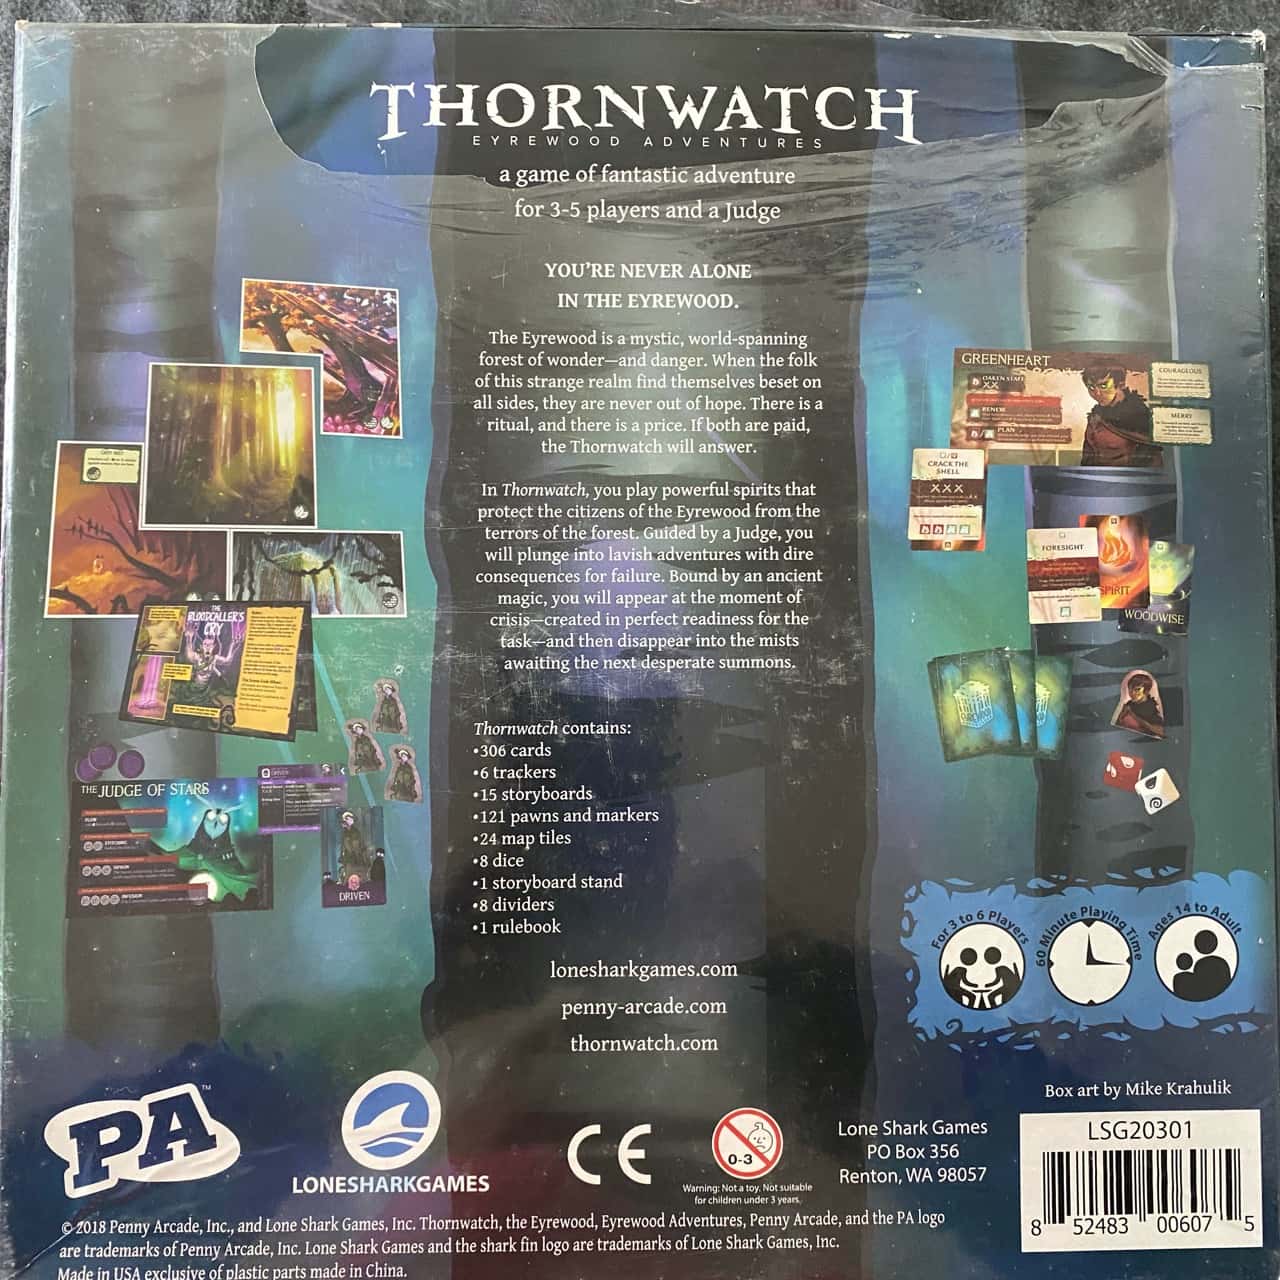 THORNWATCH
EYREWOOD ADVENTURES
a game of fantastic adventure
for 3-5 players and a Judge
YOU'RE NEVER ALONE
IN THE EYREWOOD.
The Eyrewood is a mystic, world-spanning
forest of wonder—and danger. When the folk
of this strange realm find themselves beset on
all sides, they are never out of hope. There is a
ritual, and there is a price. If both are paid,
the Thornwatch will answer.
In Thornwatch, you play powerful spirits that
protect the citizens of the Eyrewood from the
terrors of the forest. Guided by a Judge, you
will plunge into lavish adventures with dire
consequences for failure. Bound by an ancient
magic, you will appear at the moment of
crisis—created in perfect readiness for the
task—and then disappear into the mists
awaiting the next desperate summons.
Thornwatch contains:
•306 cards
•6 trackers
•15 storyboards
•121 pawns and markers
•24 map tiles
•8 dice
•1 storyboard stand
•8 dividers
•1 rulebook
lonesharkgames.com
penny-arcade.com
thornwatch.com
THE
BLOODCALLER'S
CRY
THE JUDGE OF STARS
DRIVEN
GREENHEART
OAKEN STAFF
XX
RENEW
PLAN
COURAGEOUS
MERRY
CRACK THE
SHELL
XXX
FORESIGHT
SPIRIT
WOODWISE
For 3 to 6 Players
60 Minute Playing Time
Ages 14 to Adult
Box art by Mike Krahulik
PA™
LONESHARKGAMES
CE
0-3
Warning: Not a toy. Not suitable
for children under 3 years.
Lone Shark Games
PO Box 356
Renton, WA 98057
LSG20301
8 52483 00607 5
© 2018 Penny Arcade, Inc., and Lone Shark Games, Inc. Thornwatch, the Eyrewood, Eyrewood Adventures, Penny Arcade, and the PA logo
are trademarks of Penny Arcade, Inc. Lone Shark Games and the shark fin logo are trademarks of Lone Shark Games, Inc.
Made in USA exclusive of plastic parts made in China.